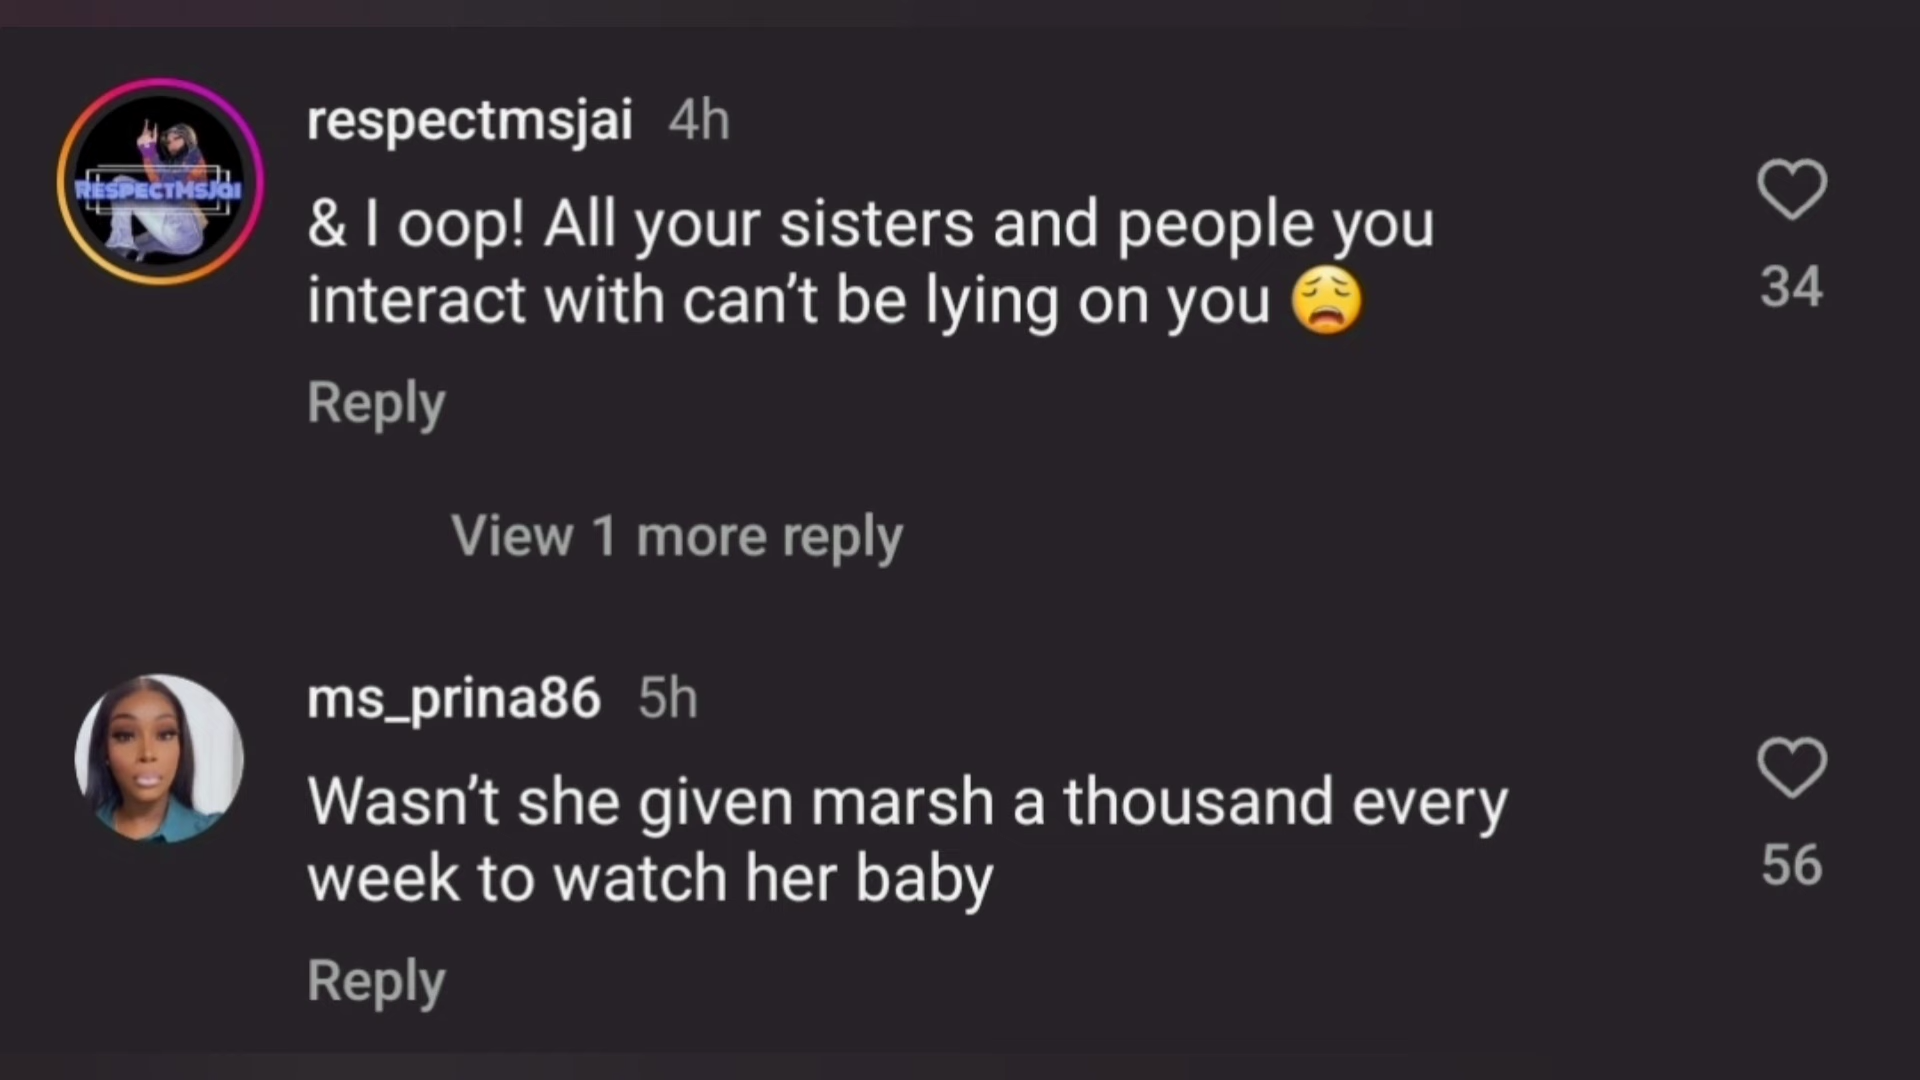 respectmsjai 4h
RESPECTMSJAI
& I oop! All your sisters and people you
interact with can’t be lying on you 😩
34
Reply
View 1 more reply
ms_prina86 5h
Wasn’t she given marsh a thousand every
week to watch her baby
56
Reply